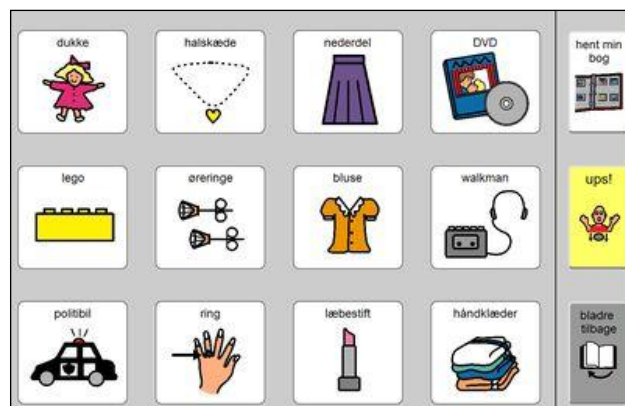 dukke
halskæde
nederdel
DVD
hent min
bog
lego
øreringe
bluse
walkman
ups!
politibil
ring
læbestift
håndklæder
bladre
tilbage